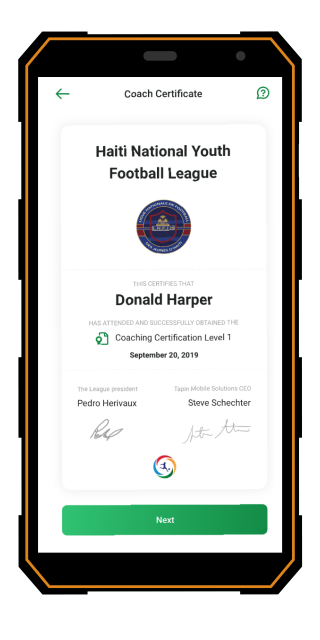 Coach Certificate
Haiti National Youth
Football League
THIS CERTIFIES THAT
Donald Harper
HAS ATTENDED AND SUCCESSFULLY OBTAINED THE
Coaching Certification Level 1
September 20, 2019
The League president
Tapin Mobile Solutions CEO
Pedro Herivaux
Steve Schechter
Next